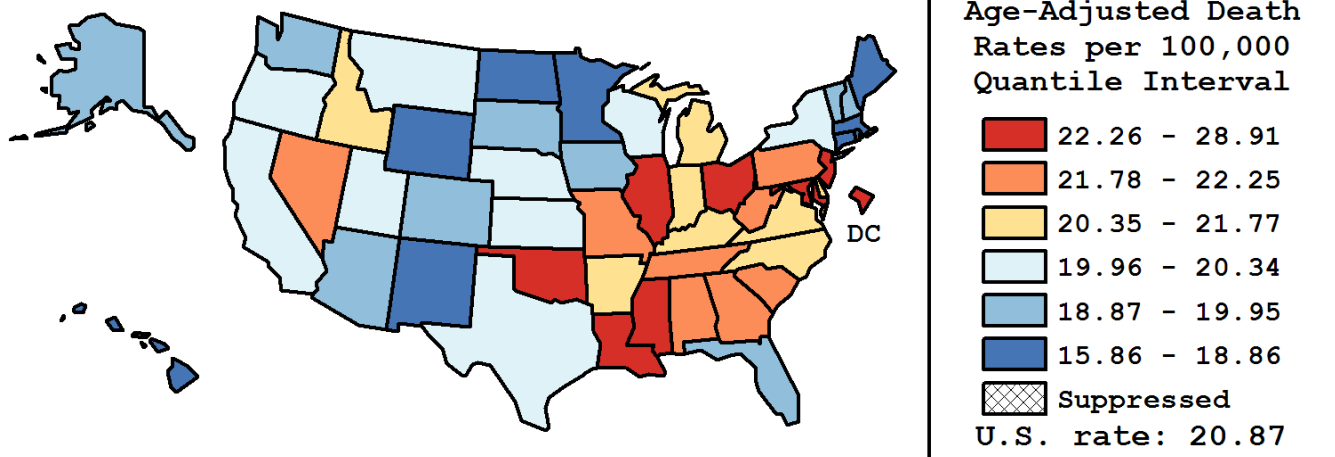 Age-Adjusted Death
Rates per 100,000
Quantile Interval
22.26 - 28.91
21.78 - 22.25
20.35 - 21.77
19.96 - 20.34
18.87 - 19.95
15.86 - 18.86
Suppressed
U.S. rate: 20.87
DC